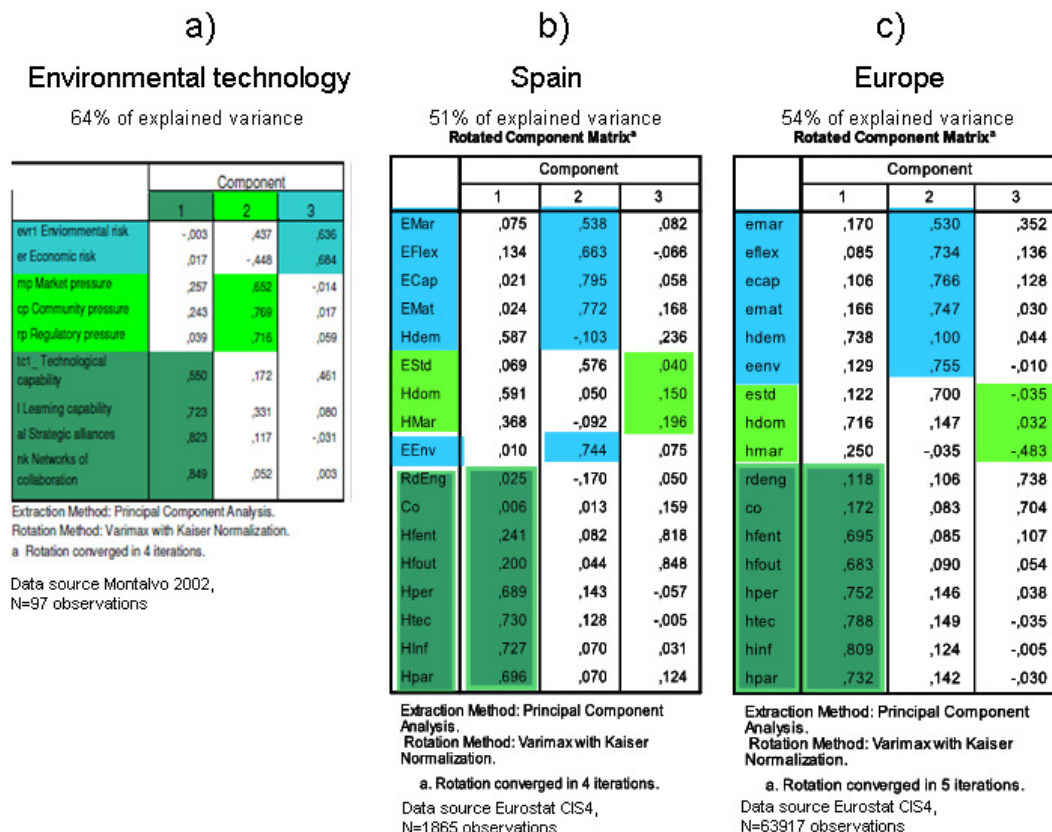 a)
Environmental technology
64% of explained variance
Component
1 2 3
evr1 Enviornmental risk -,003 ,437 ,636
er Economic risk ,017 -,448 ,684
mp Market pressure ,257 ,652 -,014
cp Community pressure ,243 ,769 ,017
rp Regulatory pressure ,039 ,716 ,059
tc1_ Technological
capability ,550 ,172 ,461
l Learning capability ,723 ,331 ,080
al Strategic alliances ,823 ,117 -,031
nk Networks of
collaboration ,849 ,052 ,003
Extraction Method: Principal Component Analysis.
Rotation Method: Varimax with Kaiser Normalization.
a Rotation converged in 4 iterations.
Data source Montalvo 2002,
N=97 observations
b)
Spain
51% of explained variance
Rotated Component Matrixª
Component
1 2 3
EMar ,075 ,538 ,082
EFlex ,134 ,663 -,066
ECap ,021 ,795 ,058
EMat ,024 ,772 ,168
Hdem ,587 -,103 ,236
EStd ,069 ,576 ,040
Hdom ,591 ,050 ,150
HMar ,368 -,092 ,196
EEnv ,010 ,744 ,075
RdEng ,025 -,170 ,050
Co ,006 ,013 ,159
Hfent ,241 ,082 ,818
Hfout ,200 ,044 ,848
Hper ,689 ,143 -,057
Htec ,730 ,128 -,005
HInf ,727 ,070 ,031
Hpar ,696 ,070 ,124
Extraction Method: Principal Component
Analysis.
Rotation Method: Varimax with Kaiser
Normalization.
a. Rotation converged in 4 iterations.
Data source Eurostat CIS4,
N=1865 observations
c)
Europe
54% of explained variance
Rotated Component Matrixª
Component
1 2 3
emar ,170 ,530 ,352
eflex ,085 ,734 ,136
ecap ,106 ,766 ,128
emat ,166 ,747 ,030
hdem ,738 ,100 ,044
eenv ,129 ,755 -,010
estd ,122 ,700 -,035
hdom ,716 ,147 ,032
hmar ,250 -,035 -,483
rdeng ,118 ,106 ,738
co ,172 ,083 ,704
hfent ,695 ,085 ,107
hfout ,683 ,090 ,054
hper ,752 ,146 ,038
htec ,788 ,149 -,035
hinf ,809 ,124 -,005
hpar ,732 ,142 -,030
Extraction Method: Principal Component
Analysis.
Rotation Method: Varimax with Kaiser
Normalization.
a. Rotation converged in 5 iterations.
Data source Eurostat CIS4,
N=63917 observations